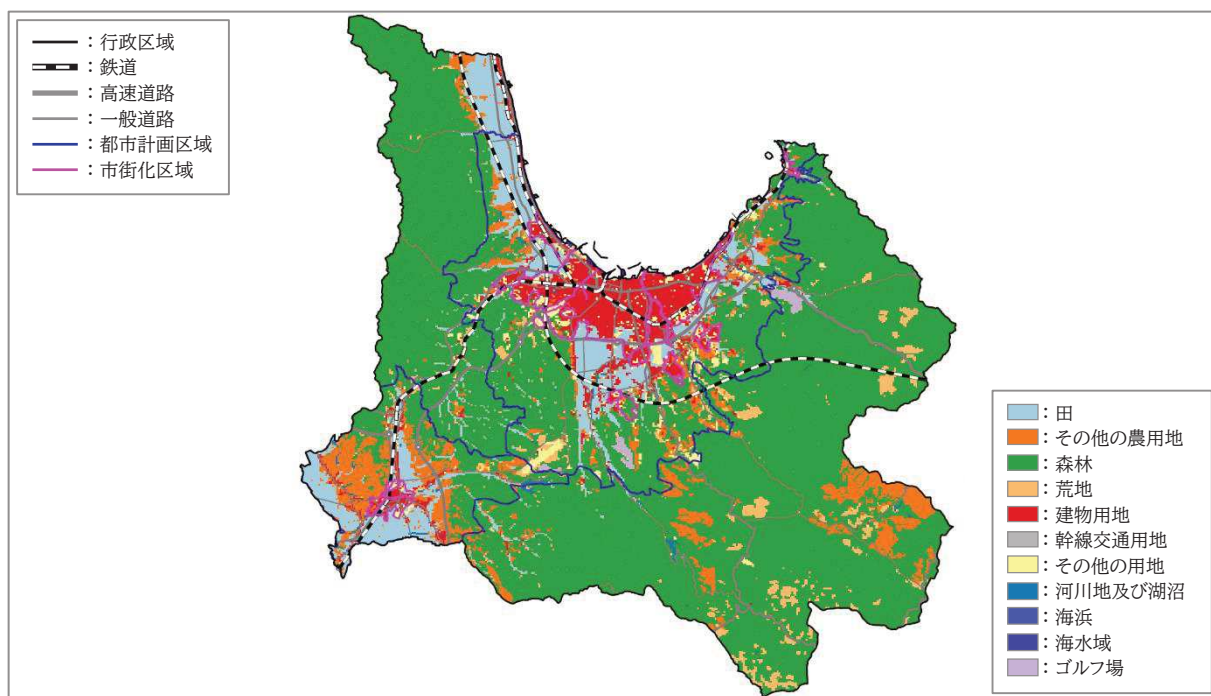 ：行政区域
：鉄道
：高速道路
：一般道路
：都市計画区域
：市街化区域
：田
：その他の農用地
：森林
：荒地
：建物用地
：幹線交通用地
：その他の用地
：河川地及び湖沼
：海浜
：海水域
：ゴルフ場